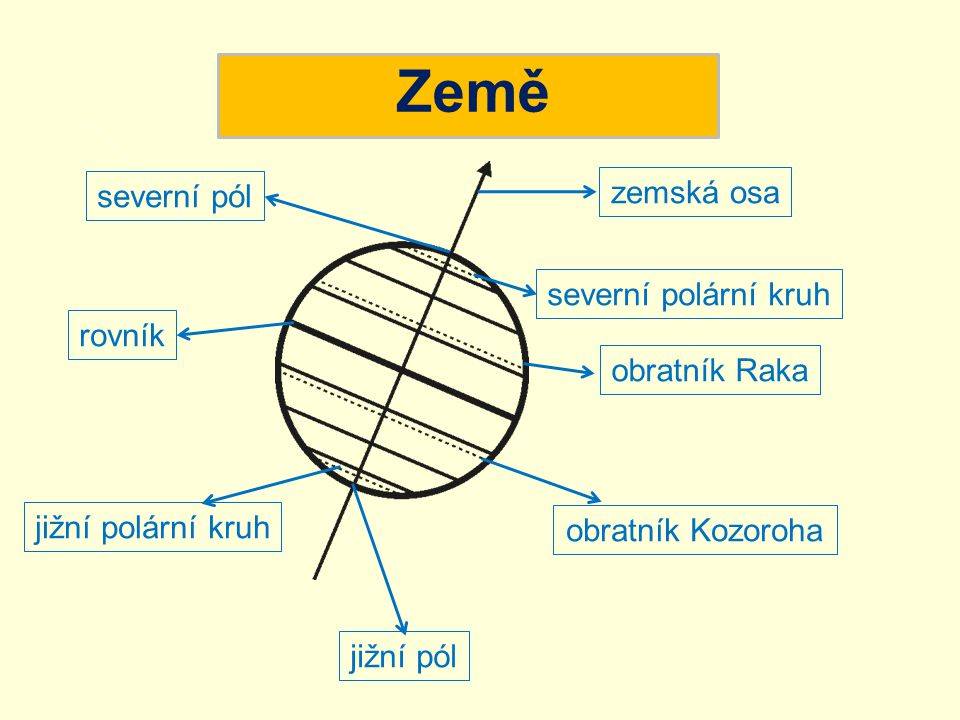 Země
severní pól
zemská osa
severní polární kruh
rovník
obratník Raka
jižní polární kruh
obratník Kozoroha
jižní pól